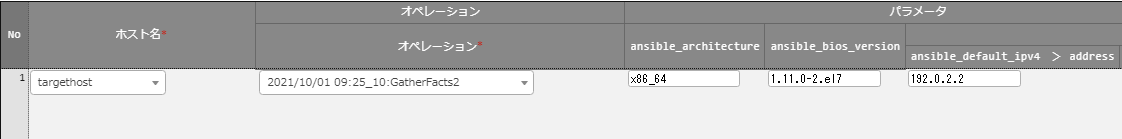 オペレーション
パラメータ
No
ホスト名*
オペレーション*
ansible_architecture
ansible_bios_version
ansible_default_ipv4 > address
1
targethost
2021/10/01 09:25_10:GatherFacts2
x86_64
1.11.0-2.el7
192.0.2.2